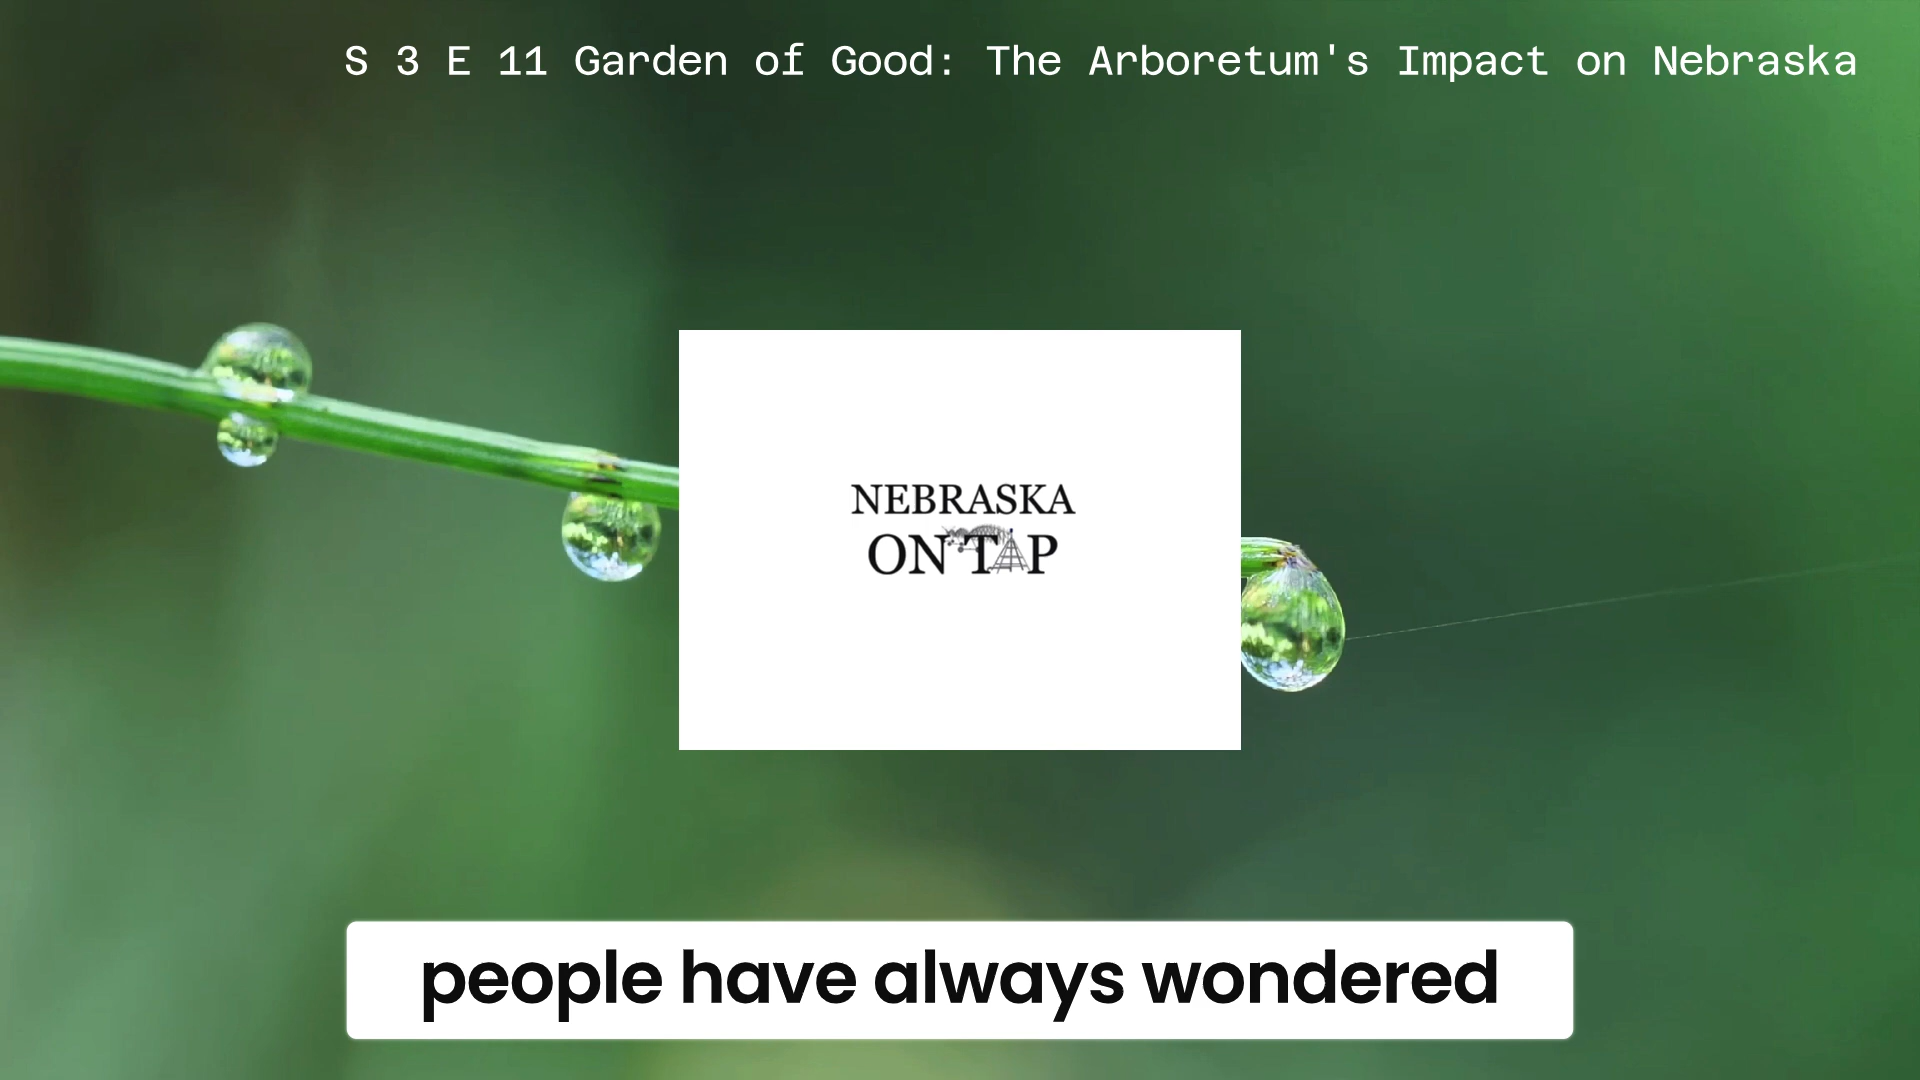 S 3 E 11 Garden of Good: The Arboretum's Impact on Nebraska
NEBRASKA
ON TAP
people have always wondered